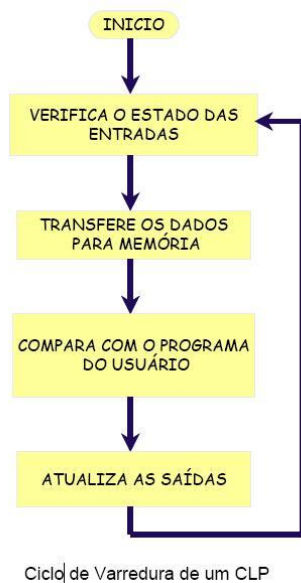 INICIO
VERIFICA O ESTADO DAS
ENTRADAS
TRANSFERE OS DADOS
PARA MEMÓRIA
COMPARA COM O PROGRAMA
DO USUÁRIO
ATUALIZA AS SAÍDAS
Ciclo de Varredura de um CLP